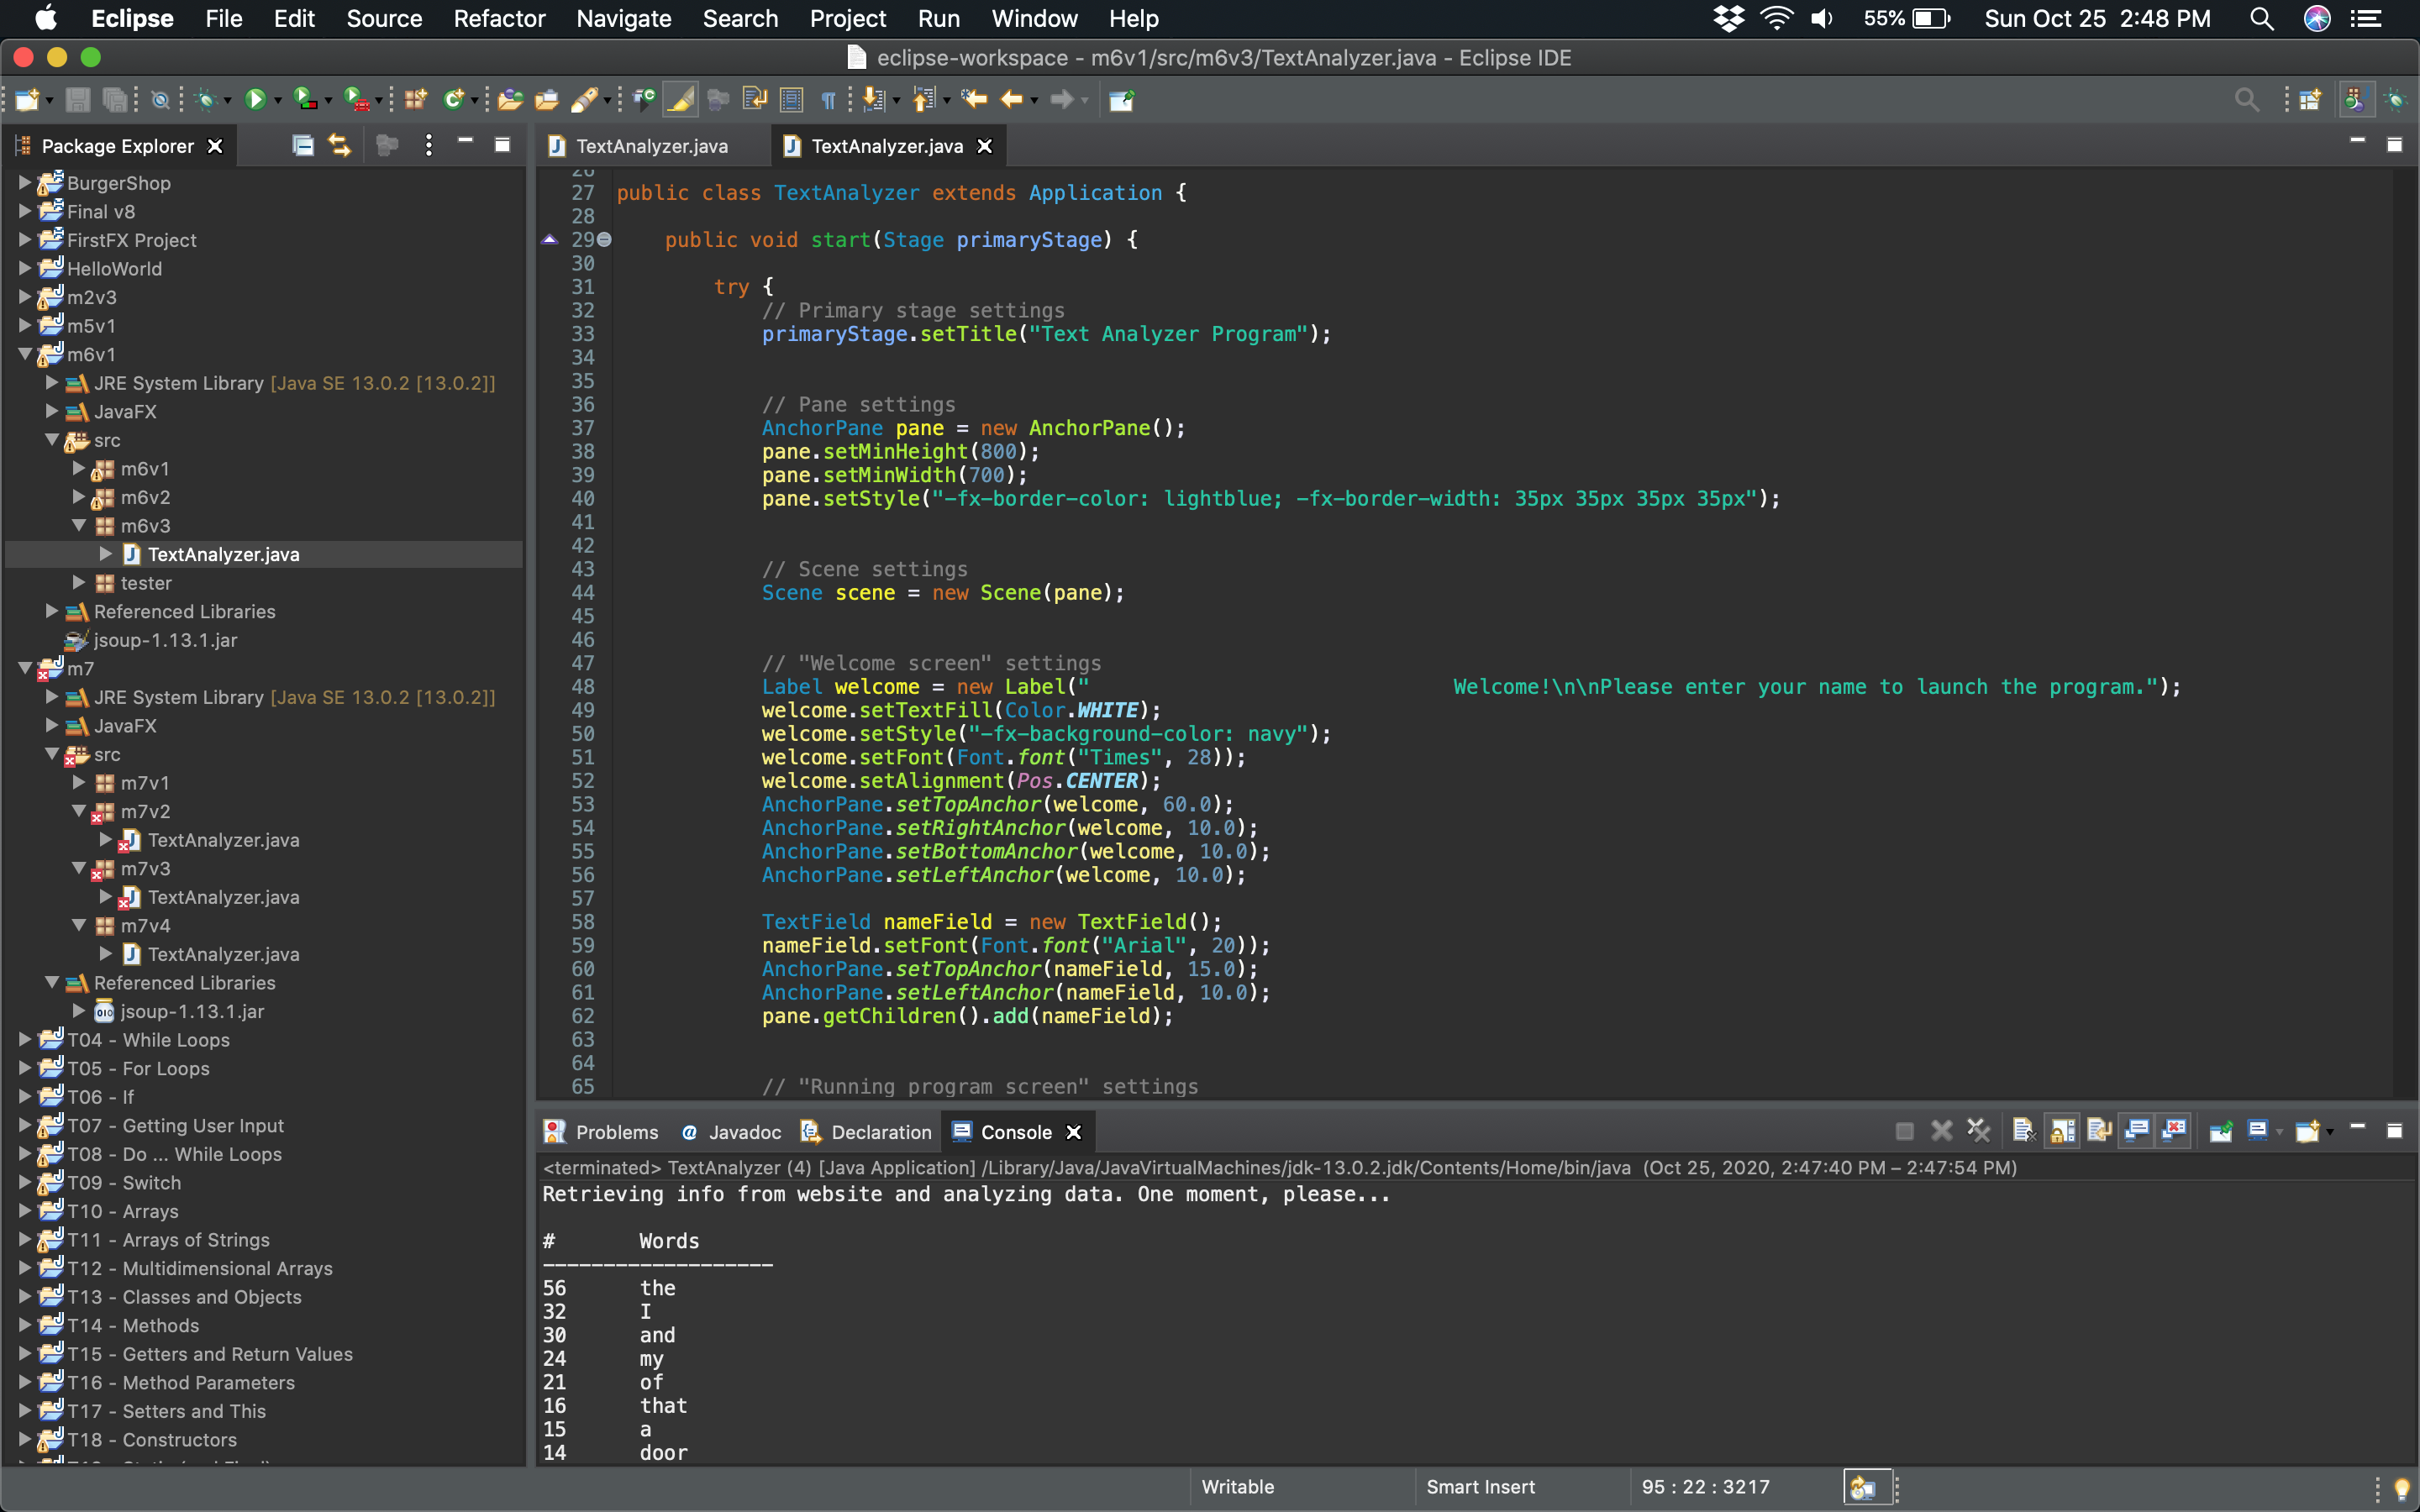 Eclipse File Edit Source Refactor Navigate Search Project Run Window Help 55% Sun Oct 25 2:48 PM
eclipse-workspace - m6v1/src/m6v3/TextAnalyzer.java - Eclipse IDE
Package Explorer
BurgerShop
Final v8
FirstFX Project
HelloWorld
m2v3
m5v1
m6v1
JRE System Library [Java SE 13.0.2 [13.0.2]]
JavaFX
src
m6v1
m6v2
m6v3
TextAnalyzer.java
tester
Referenced Libraries
jsoup-1.13.1.jar
m7
JRE System Library [Java SE 13.0.2 [13.0.2]]
JavaFX
src
m7v1
m7v2
TextAnalyzer.java
m7v3
TextAnalyzer.java
m7v4
TextAnalyzer.java
Referenced Libraries
jsoup-1.13.1.jar
T04 - While Loops
T05 - For Loops
T06 - If
T07 - Getting User Input
T08 - Do ... While Loops
T09 - Switch
T10 - Arrays
T11 - Arrays of Strings
T12 - Multidimensional Arrays
T13 - Classes and Objects
T14 - Methods
T15 - Getters and Return Values
T16 - Method Parameters
T17 - Setters and This
T18 - Constructors
TextAnalyzer.java TextAnalyzer.java
26
27 public class TextAnalyzer extends Application {
28
29 public void start(Stage primaryStage) {
30
31 try {
32 // Primary stage settings
33 primaryStage.setTitle("Text Analyzer Program");
34
35
36 // Pane settings
37 AnchorPane pane = new AnchorPane();
38 pane.setMinHeight(800);
39 pane.setMinWidth(700);
40 pane.setStyle("-fx-border-color: lightblue; -fx-border-width: 35px 35px 35px 35px");
41
42
43 // Scene settings
44 Scene scene = new Scene(pane);
45
46
47 // "Welcome screen" settings
48 Label welcome = new Label("                              Welcome!\n\nPlease enter your name to launch the program.");
49 welcome.setTextFill(Color.WHITE);
50 welcome.setStyle("-fx-background-color: navy");
51 welcome.setFont(Font.font("Times", 28));
52 welcome.setAlignment(Pos.CENTER);
53 AnchorPane.setTopAnchor(welcome, 60.0);
54 AnchorPane.setRightAnchor(welcome, 10.0);
55 AnchorPane.setBottomAnchor(welcome, 10.0);
56 AnchorPane.setLeftAnchor(welcome, 10.0);
57
58 TextField nameField = new TextField();
59 nameField.setFont(Font.font("Arial", 20));
60 AnchorPane.setTopAnchor(nameField, 15.0);
61 AnchorPane.setLeftAnchor(nameField, 10.0);
62 pane.getChildren().add(nameField);
63
64
65 // "Running program screen" settings
Problems Javadoc Declaration Console
<terminated> TextAnalyzer (4) [Java Application] /Library/Java/JavaVirtualMachines/jdk-13.0.2.jdk/Contents/Home/bin/java (Oct 25, 2020, 2:47:40 PM – 2:47:54 PM)
Retrieving info from website and analyzing data. One moment, please...
# Words
-------------------
56 the
32 I
30 and
24 my
21 of
16 that
15 a
14 door
Writable Smart Insert 95 : 22 : 3217